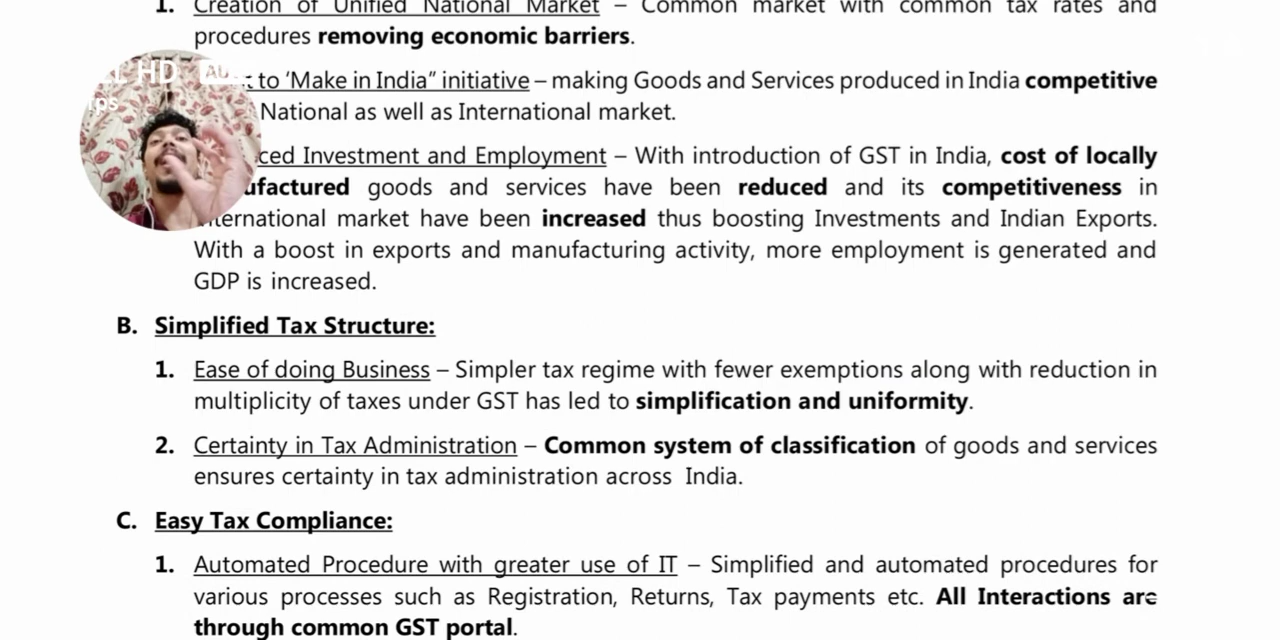 1. Creation of Unified National Market – Common market with common tax rates and
procedures removing economic barriers.
to ‘Make in India” initiative – making Goods and Services produced in India competitive
National as well as International market.
Investment and Employment – With introduction of GST in India, cost of locally
goods and services have been reduced and its competitiveness in
international market have been increased thus boosting Investments and Indian Exports.
With a boost in exports and manufacturing activity, more employment is generated and
GDP is increased.
B. Simplified Tax Structure:
1. Ease of doing Business – Simpler tax regime with fewer exemptions along with reduction in
multiplicity of taxes under GST has led to simplification and uniformity.
2. Certainty in Tax Administration – Common system of classification of goods and services
ensures certainty in tax administration across India.
C. Easy Tax Compliance:
1. Automated Procedure with greater use of IT – Simplified and automated procedures for
various processes such as Registration, Returns, Tax payments etc. All Interactions are
through common GST portal.